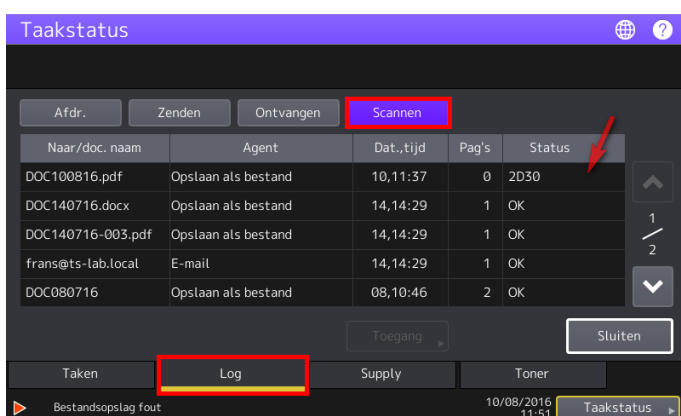 Taakstatus ?
Afdr. Zenden Ontvangen Scannen
Naar/doc. naam Agent Dat.,tijd Pag's Status
DOC100816.pdf Opslaan als bestand 10,11:37 0 2D30
DOC140716.docx Opslaan als bestand 14,14:29 1 OK
DOC140716-003.pdf Opslaan als bestand 14,14:29 1 OK
frans@ts-lab.local E-mail 14,14:29 1 OK
DOC080716 Opslaan als bestand 08,10:46 2 OK
1
2
Toegang Sluiten
Taken Log Supply Toner
Bestandsopslag fout 10/08/2016
11:51 Taakstatus